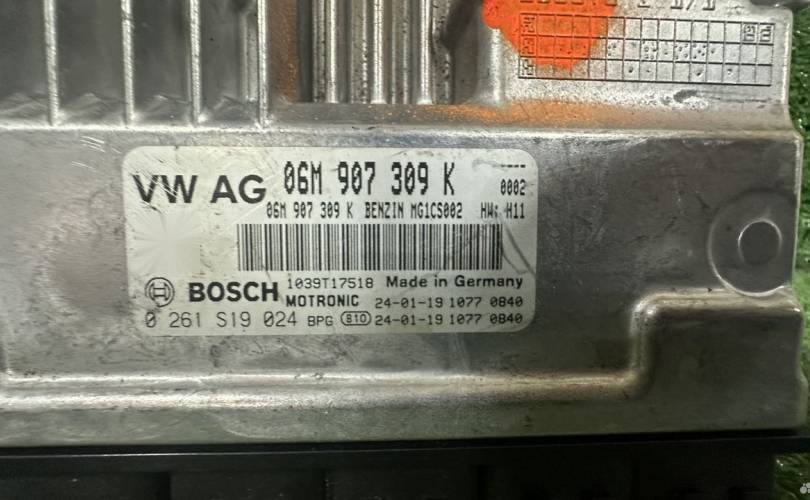 VW AG 06M 907 309 K ----
0002
06M 907 309 K BENZIN MG1CS002 HW: H11
BOSCH 1039T17518 Made in Germany
MOTRONIC 24-01-19 1077 0840
0 261 S19 024 BPG 810 24-01-19 1077 0840